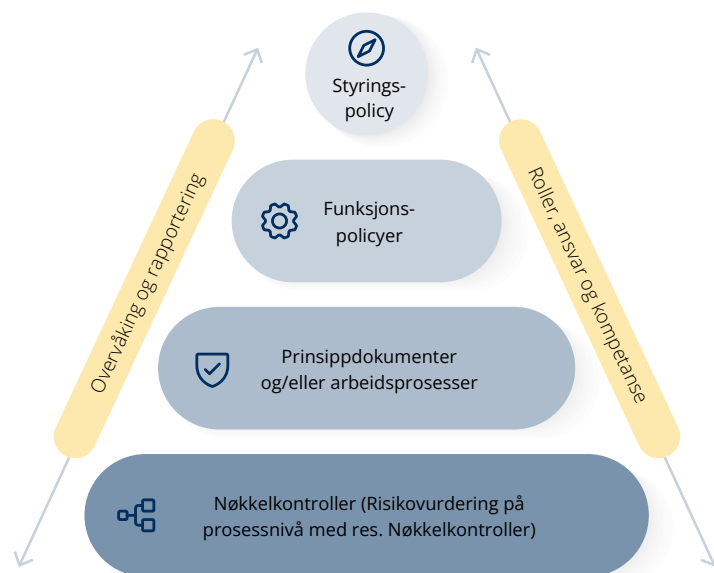 Styrings-
policy
Funksjons-
policyer
Overvåking og rapportering
Roller, ansvar og kompetanse
Prinsippdokumenter
og/eller arbeidsprosesser
Nøkkelkontroller (Risikovurdering på
prosessnivå med res. Nøkkelkontroller)